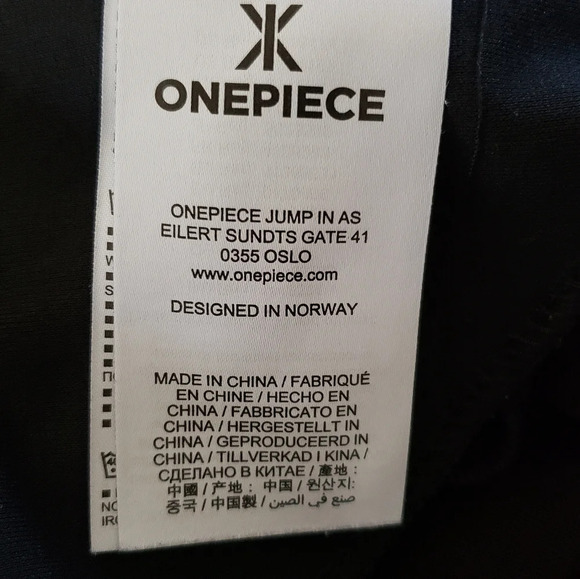 ONEPIECE
ONEPIECE JUMP IN AS
EILERT SUNDTS GATE 41
0355 OSLO
www.onepiece.com
DESIGNED IN NORWAY
MADE IN CHINA / FABRIQUÉ
EN CHINE / HECHO EN
CHINA / FABBRICATO EN
CHINA / HERGESTELLT IN
CHINA / GEPRODUCEERD IN
CHINA / TILLVERKAD I KINA /
СДЕЛАНО В КИТАЕ / 產地 :
中國 / 产地 : 中国 / 원산지:
중국 / 中国製 / صنع في الصين